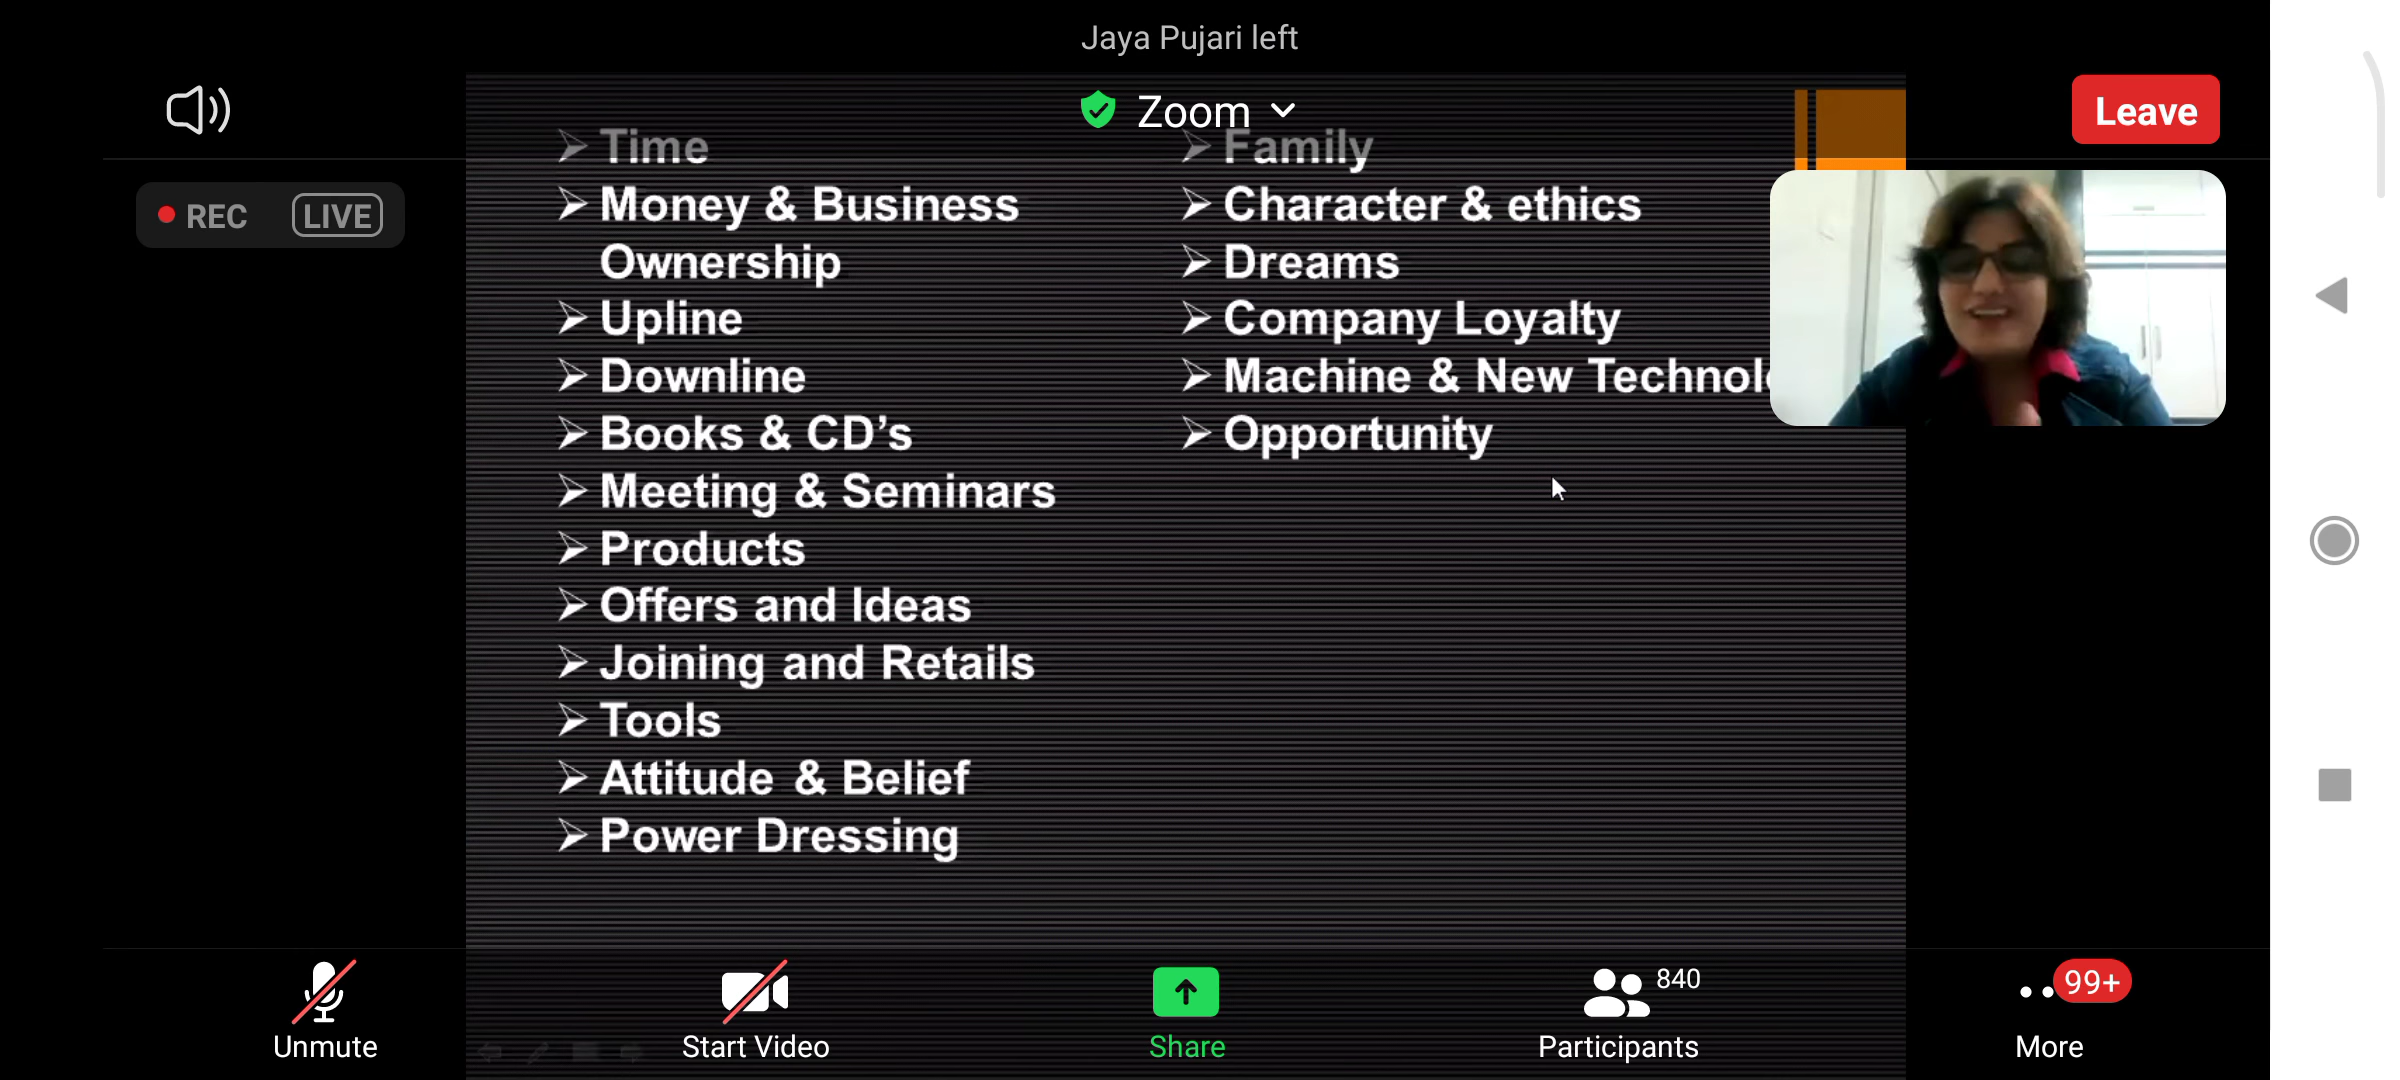 Jaya Pujari left
Zoom
Leave
REC LIVE
➢ Time
➢ Money & Business
Ownership
➢ Upline
➢ Downline
➢ Books & CD’s
➢ Meeting & Seminars
➢ Products
➢ Offers and Ideas
➢ Joining and Retails
➢ Tools
➢ Attitude & Belief
➢ Power Dressing
➢ Family
➢ Character & ethics
➢ Dreams
➢ Company Loyalty
➢ Machine & New Technol
➢ Opportunity
Unmute
Start Video
Share
840
Participants
99+
More